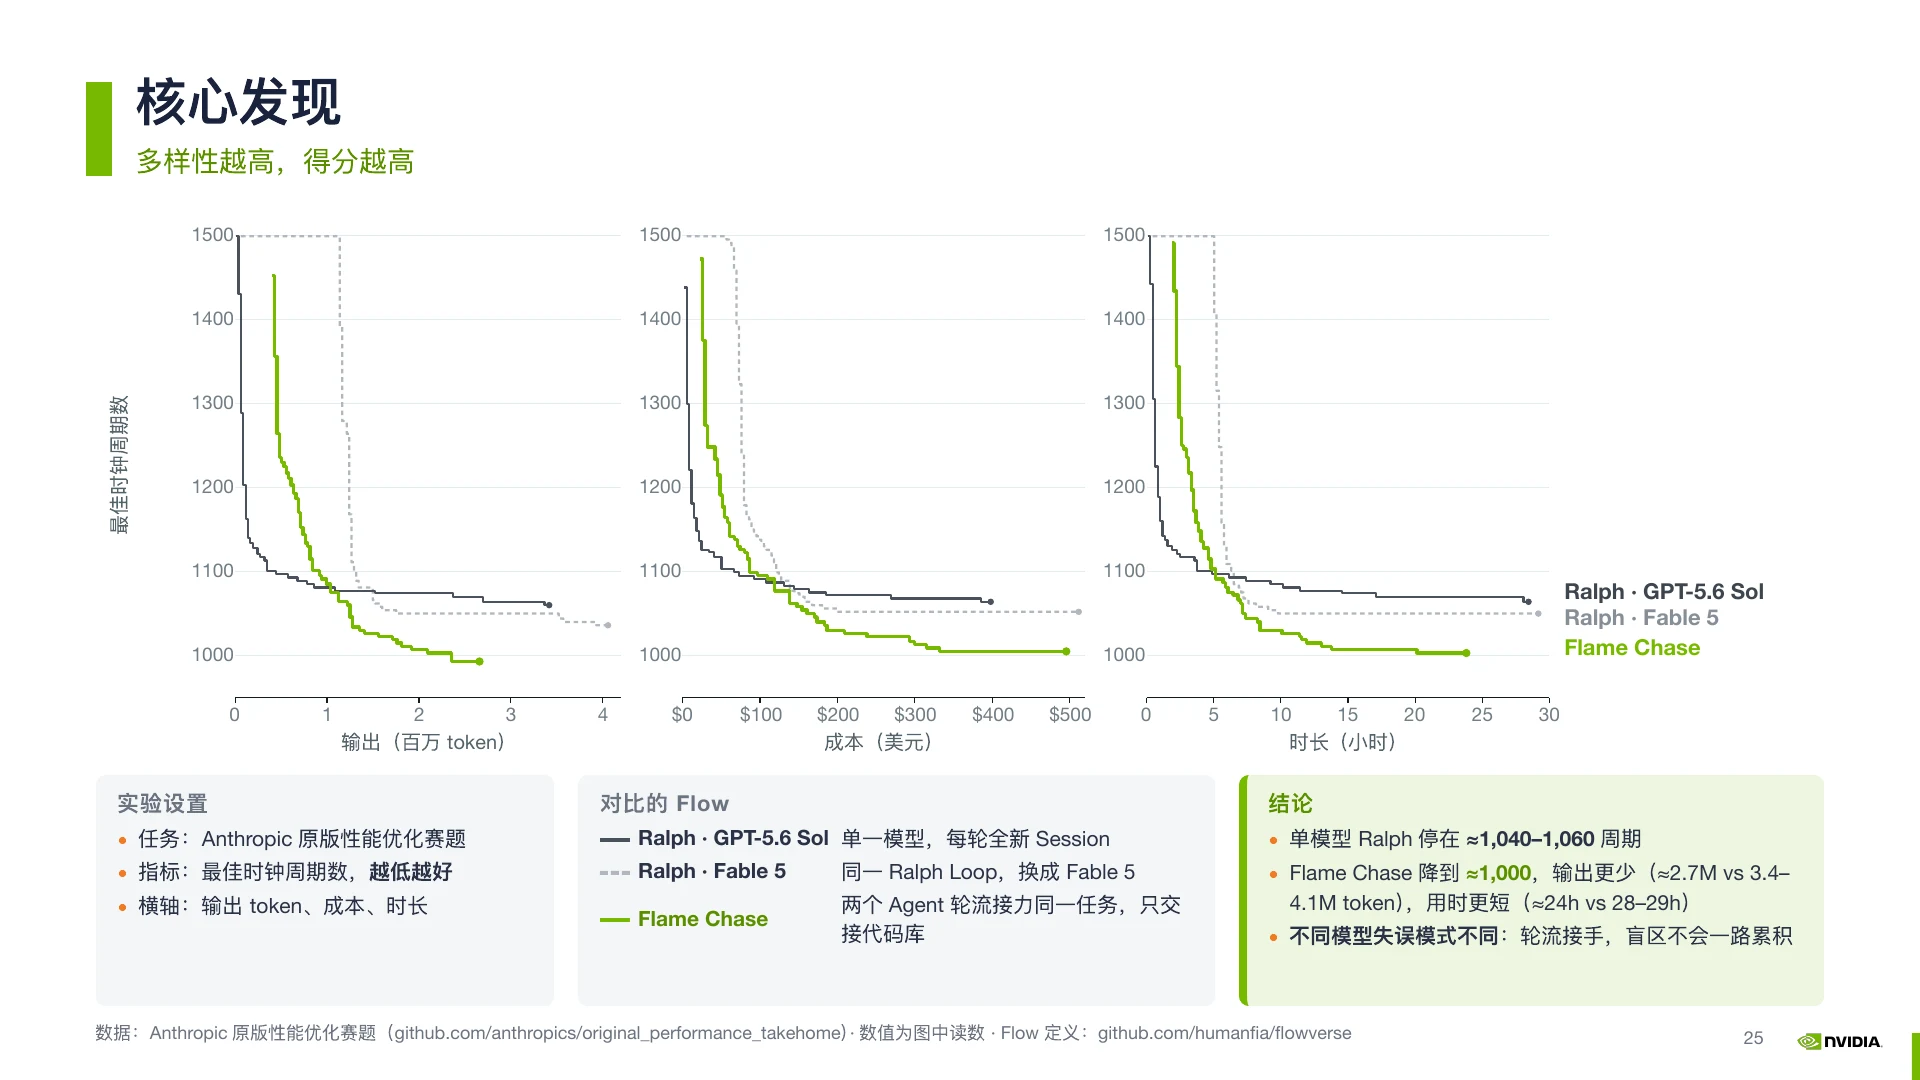 核心发现
多样性越高，得分越高
最佳时钟周期数
1500
1400
1300
1200
1100
1000
0 1 2 3 4
输出（百万 token）
1500
1400
1300
1200
1100
1000
$0 $100 $200 $300 $400 $500
成本（美元）
1500
1400
1300
1200
1100
1000
0 5 10 15 20 25 30
时长（小时）
Ralph · GPT-5.6 Sol
Ralph · Fable 5
Flame Chase
实验设置
• 任务：Anthropic 原版性能优化赛题
• 指标：最佳时钟周期数，越低越好
• 横轴：输出 token、成本、时长
对比的 Flow
Ralph · GPT-5.6 Sol 单一模型，每轮全新 Session
Ralph · Fable 5 同一 Ralph Loop，换成 Fable 5
Flame Chase 两个 Agent 轮流接力同一任务，只交
接代码库
结论
• 单模型 Ralph 停在 ≈1,040–1,060 周期
• Flame Chase 降到 ≈1,000，输出更少（≈2.7M vs 3.4–
4.1M token），用时更短（≈24h vs 28–29h）
• 不同模型失误模式不同：轮流接手，盲区不会一路累积
数据：Anthropic 原版性能优化赛题（github.com/anthropics/original_performance_takehome）· 数值为图中读数 · Flow 定义：github.com/humanfia/flowverse
25
NVIDIA